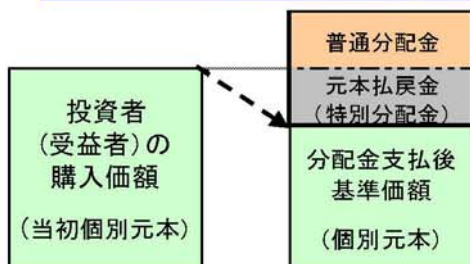 投資者
(受益者)の
購入価額
(当初個別元本)
普通分配金
元本払戻金
(特別分配金)
分配金支払後
基準価額
(個別元本)